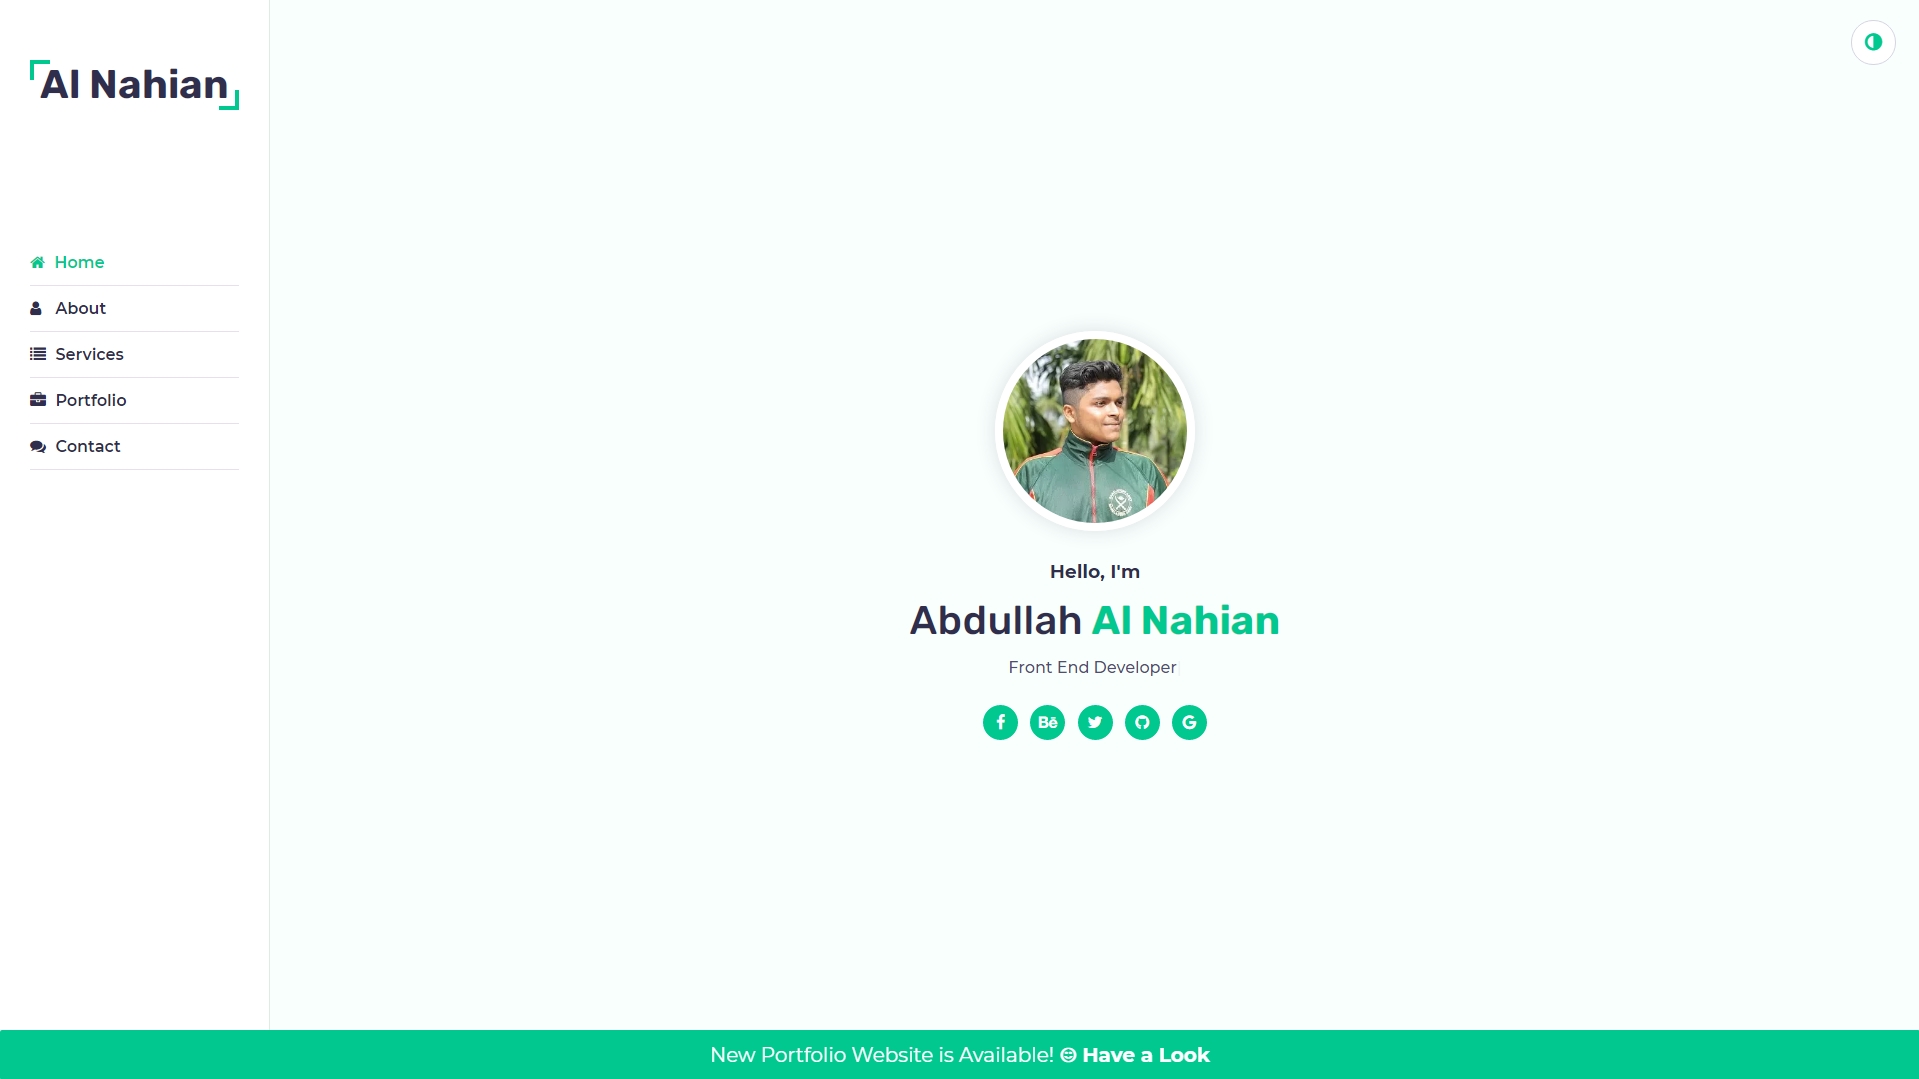 Al Nahian
Home
About
Services
Portfolio
Contact
Hello, I'm
Abdullah Al Nahian
Front End Developer
New Portfolio Website is Available! Have a Look